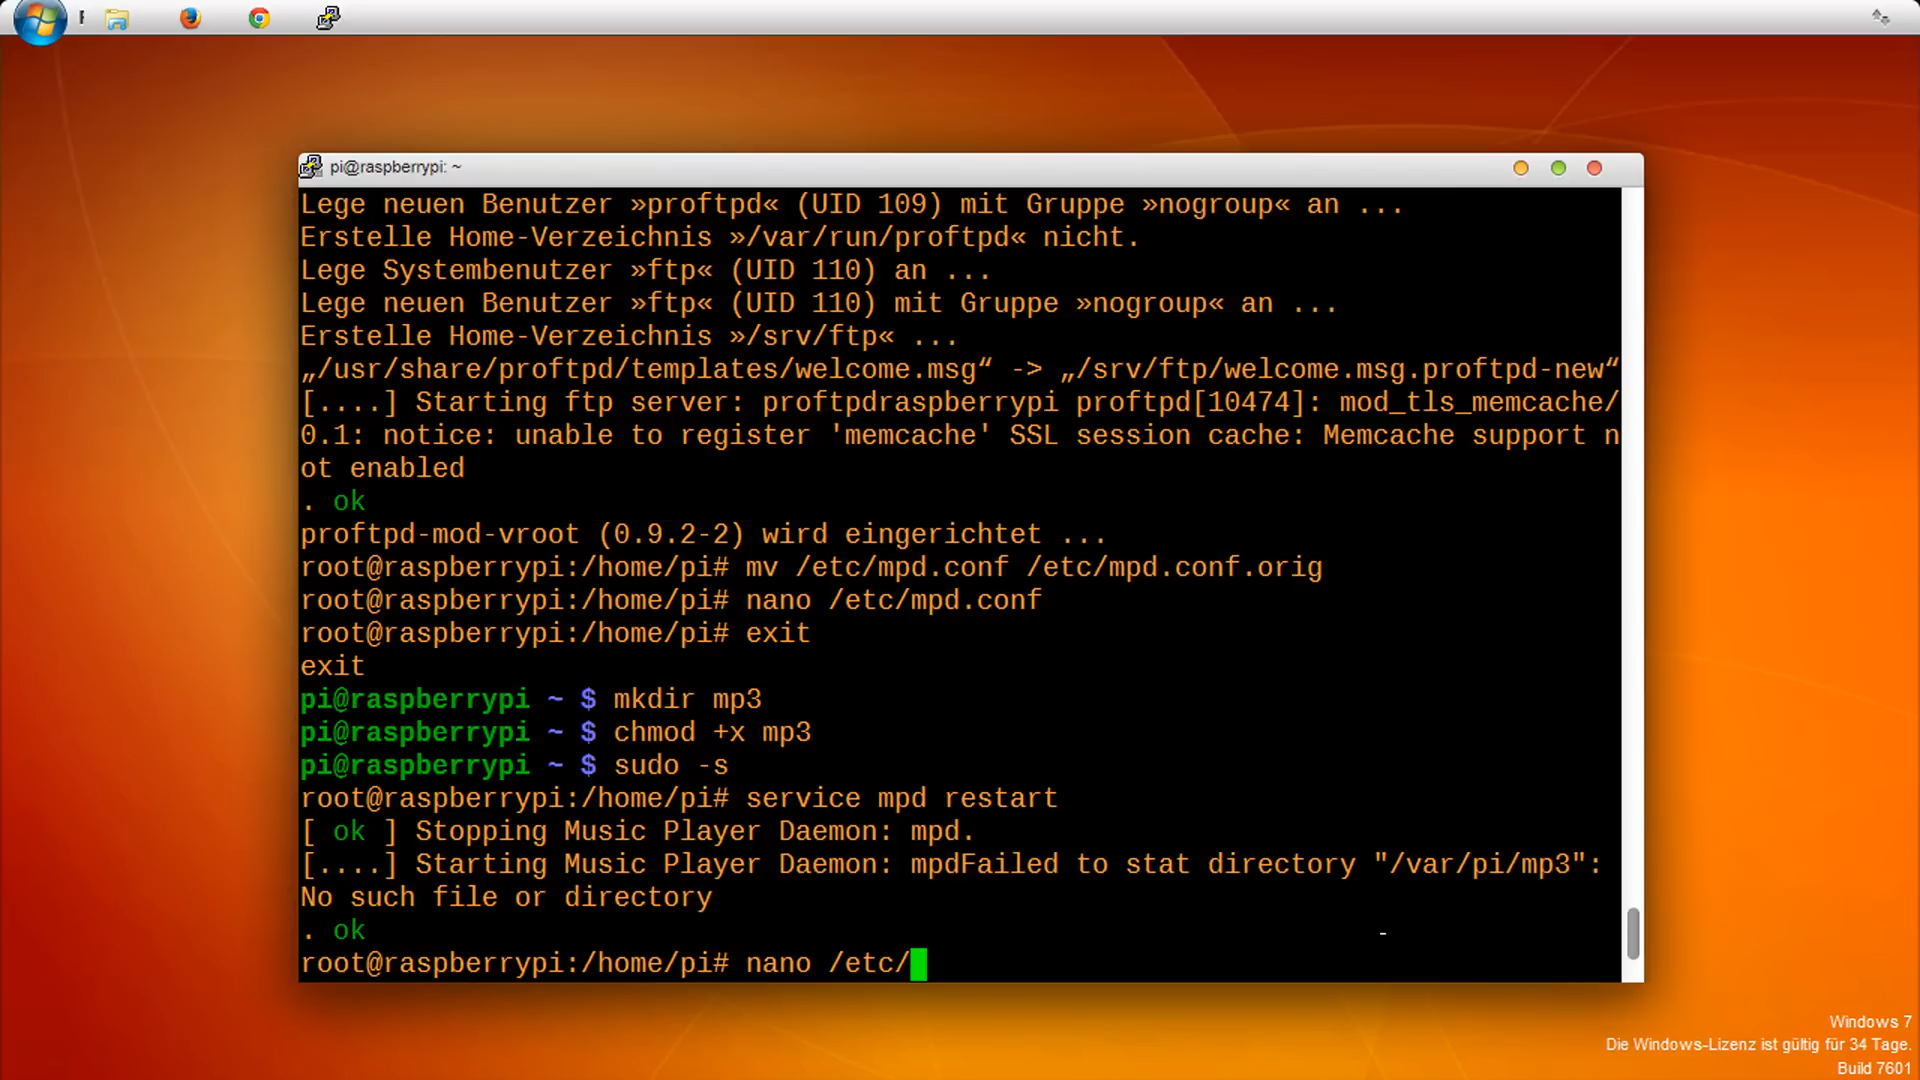 pi@raspberrypi: ~
Lege neuen Benutzer »proftpd« (UID 109) mit Gruppe »nogroup« an ...
Erstelle Home-Verzeichnis »/var/run/proftpd« nicht.
Lege Systembenutzer »ftp« (UID 110) an ...
Lege neuen Benutzer »ftp« (UID 110) mit Gruppe »nogroup« an ...
Erstelle Home-Verzeichnis »/srv/ftp« ...
„/usr/share/proftpd/templates/welcome.msg“ -> „/srv/ftp/welcome.msg.proftpd-new“
[....] Starting ftp server: proftpdraspberrypi proftpd[10474]: mod_tls_memcache/
0.1: notice: unable to register 'memcache' SSL session cache: Memcache support n
ot enabled
. ok
proftpd-mod-vroot (0.9.2-2) wird eingerichtet ...
root@raspberrypi:/home/pi# mv /etc/mpd.conf /etc/mpd.conf.orig
root@raspberrypi:/home/pi# nano /etc/mpd.conf
root@raspberrypi:/home/pi# exit
exit
pi@raspberrypi ~ $ mkdir mp3
pi@raspberrypi ~ $ chmod +x mp3
pi@raspberrypi ~ $ sudo -s
root@raspberrypi:/home/pi# service mpd restart
[ ok ] Stopping Music Player Daemon: mpd.
[....] Starting Music Player Daemon: mpdFailed to stat directory "/var/pi/mp3":
No such file or directory
. ok
root@raspberrypi:/home/pi# nano /etc/
Windows 7
Die Windows-Lizenz ist gültig für 34 Tage.
Build 7601